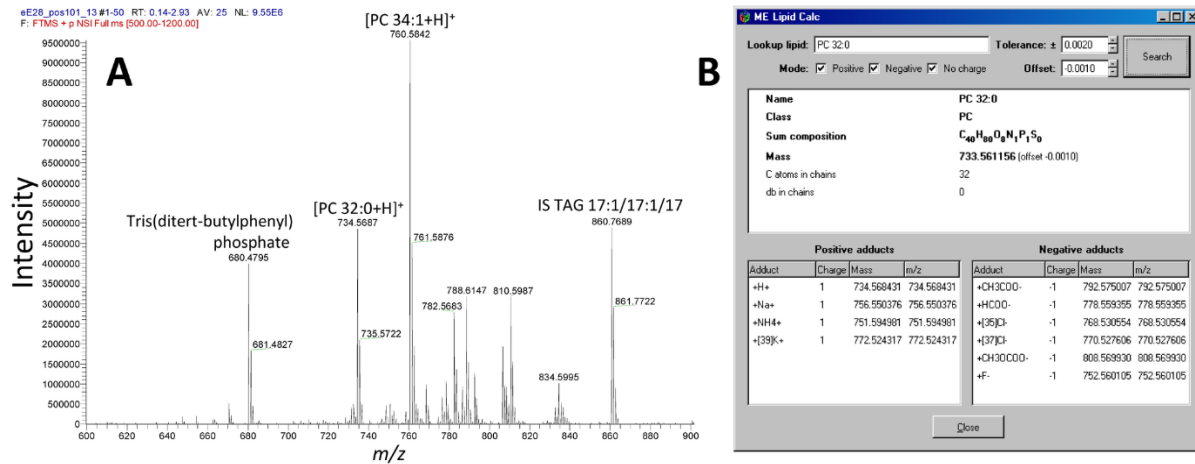 eE28_pos101_13 #1-50 RT: 0.14-2.93 AV: 25 NL: 9.55E6
F: FTMS + p NSI Full ms [500.00-1200.00]
A
Intensity
9500000
9000000
8500000
8000000
7500000
7000000
6500000
6000000
5500000
5000000
4500000
4000000
3500000
3000000
2500000
2000000
1500000
1000000
500000
0
[PC 34:1+H]+
760.5842
[PC 32:0+H]+
734.5687
IS TAG 17:1/17:1/17
860.7689
Tris(ditert-butylphenyl)
phosphate
680.4795
761.5876
788.6147
810.5987
782.5683
861.7722
735.5722
681.4827
834.5995
600 620 640 660 680 700 720 740 760 780 800 820 840 860 880 900
m/z
B
ME Lipid Calc
Lookup lipid: PC 32:0 Tolerance: ± 0.0020 Search
Mode: Positive Negative No charge Offset: -0.0010
Name PC 32:0
Class PC
Sum composition C40H80O8N1P1S0
Mass 733.561156 (offset -0.0010)
C atoms in chains 32
db in chains 0
Positive adducts
Adduct Charge Mass m/z
+H+ 1 734.568431 734.568431
+Na+ 1 756.550376 756.550376
+NH4+ 1 751.594981 751.594981
+[39]K+ 1 772.524317 772.524317
Negative adducts
Adduct Charge Mass m/z
+CH3COO- -1 792.575007 792.575007
+HCOO- -1 778.559355 778.559355
+[35]Cl- -1 768.530554 768.530554
+[37]Cl- -1 770.527606 770.527606
+CH3OCOO- -1 808.569930 808.569930
+F- -1 752.560105 752.560105
Close